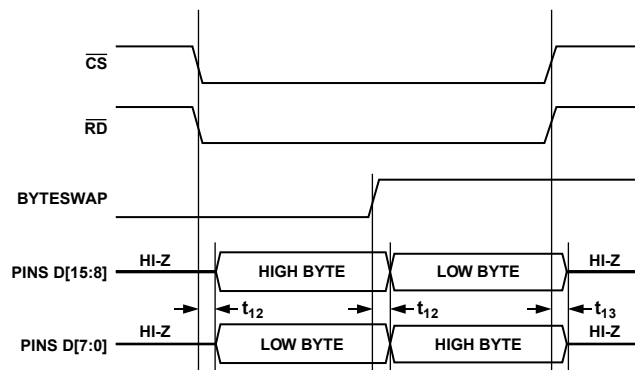 CS
RD
BYTESWAP
PINS D[15:8] HI-Z HIGH BYTE LOW BYTE HI-Z
t12 t12 t13
PINS D[7:0] HI-Z LOW BYTE HIGH BYTE HI-Z